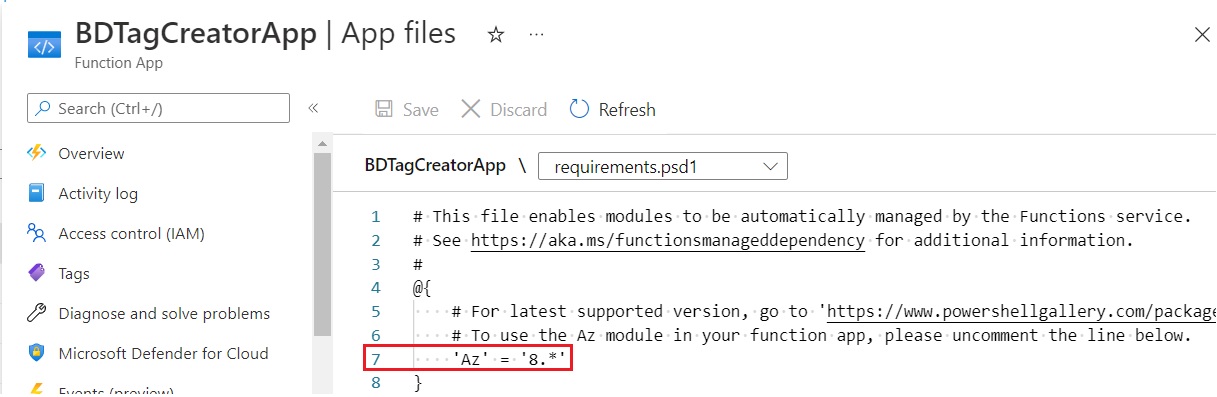 BDTagCreatorApp | App files
Function App
Search (Ctrl+/)
Overview
Activity log
Access control (IAM)
Tags
Diagnose and solve problems
Microsoft Defender for Cloud
Events (preview)
Save Discard Refresh
BDTagCreatorApp \ requirements.psd1
1 # This file enables modules to be automatically managed by the Functions service.
2 # See https://aka.ms/functionsmanageddependency for additional information.
3 #
4 @{
5 # For latest supported version, go to 'https://www.powershellgallery.com/package
6 # To use the Az module in your function app, please uncomment the line below.
7 'Az' = '8.*'
8 }